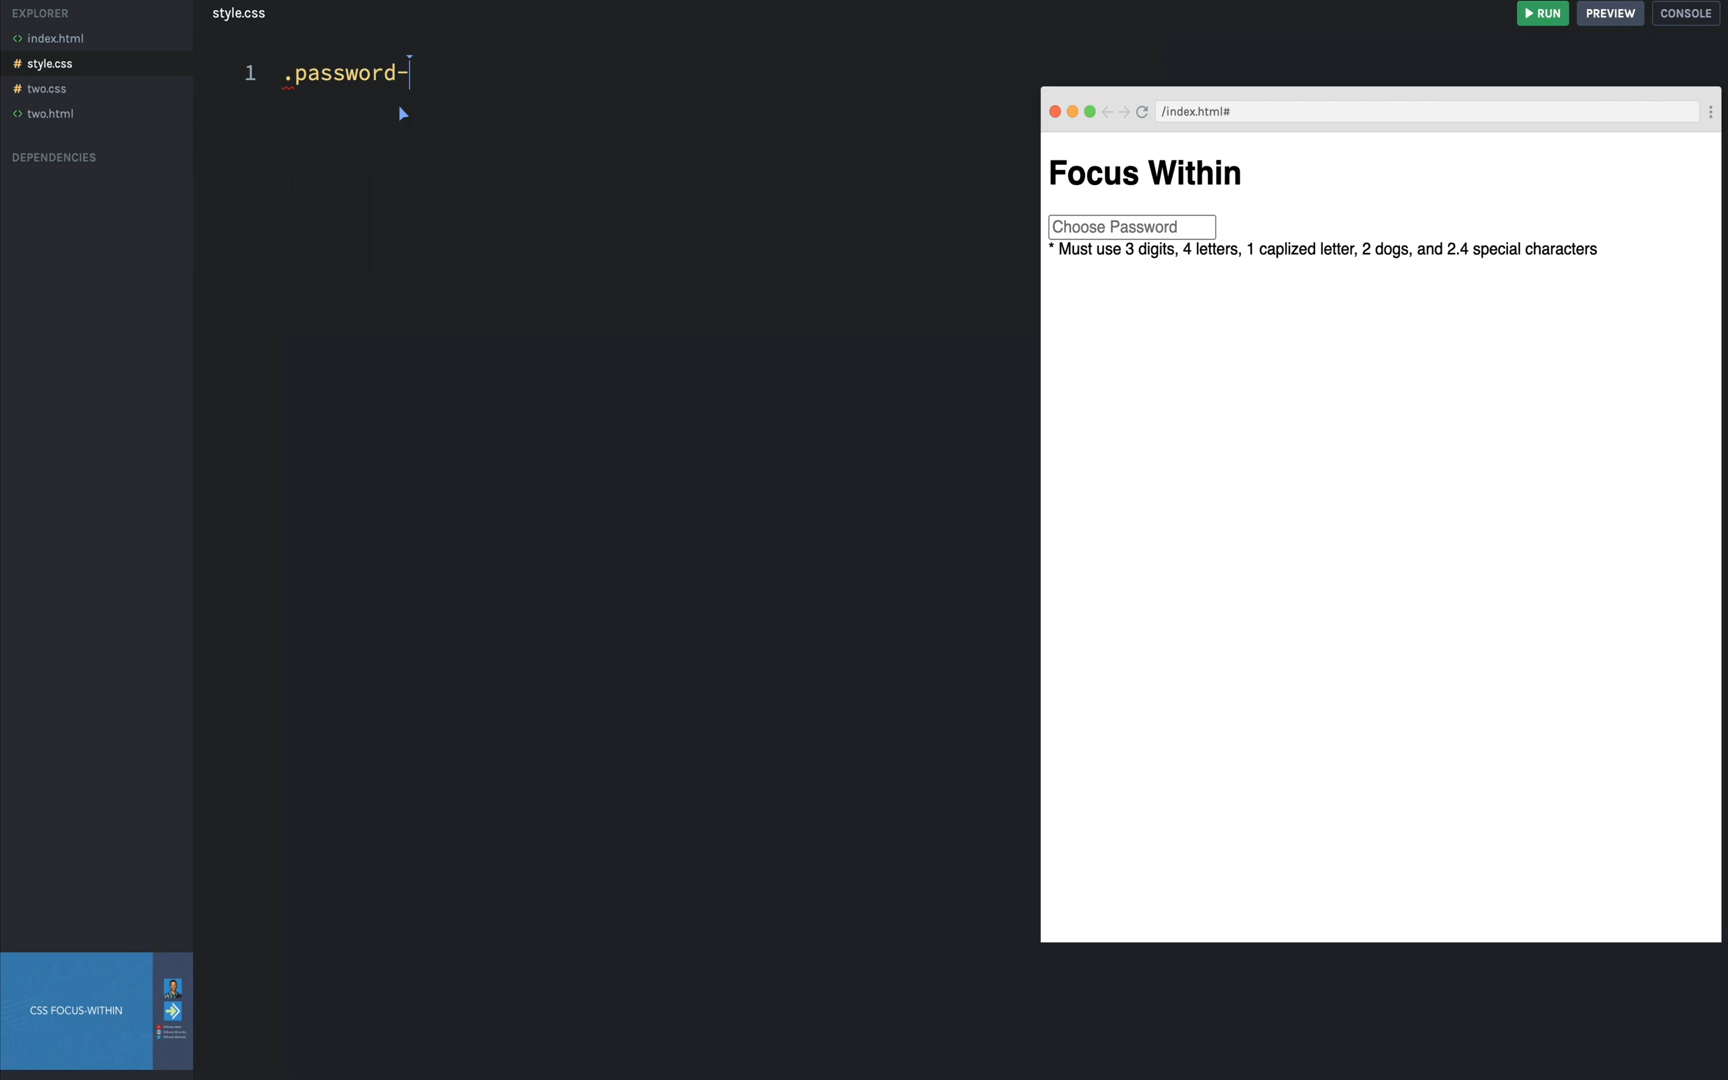 EXPLORER
index.html
# style.css
# two.css
two.html
DEPENDENCIES
style.css
RUN
PREVIEW
CONSOLE
1 .password-
/index.html#
Focus Within
Choose Password
* Must use 3 digits, 4 letters, 1 caplized letter, 2 dogs, and 2.4 special characters
CSS FOCUS-WITHIN